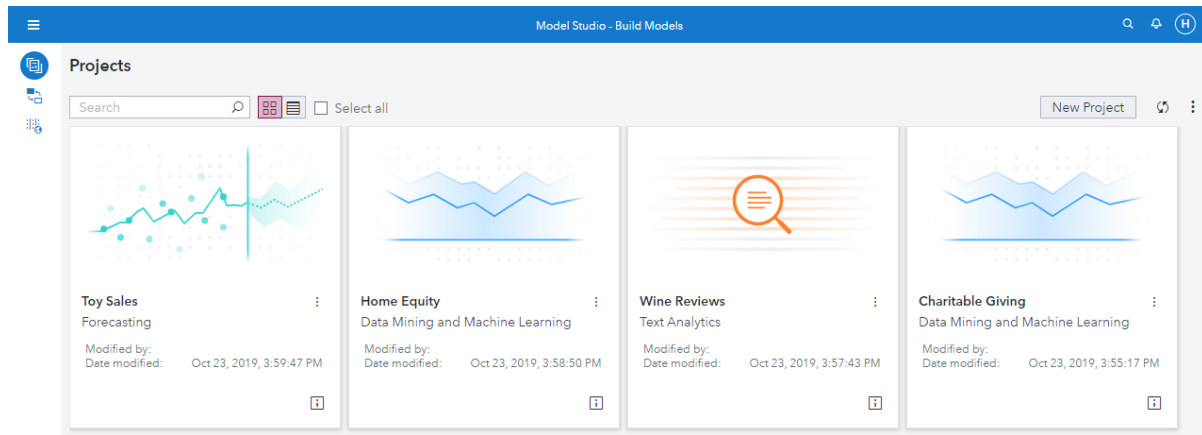 Model Studio - Build Models
H
Projects
Search
Select all
New Project
Toy Sales
Forecasting
Modified by:
Date modified: Oct 23, 2019, 3:59:47 PM
Home Equity
Data Mining and Machine Learning
Modified by:
Date modified: Oct 23, 2019, 3:58:50 PM
Wine Reviews
Text Analytics
Modified by:
Date modified: Oct 23, 2019, 3:57:43 PM
Charitable Giving
Data Mining and Machine Learning
Modified by:
Date modified: Oct 23, 2019, 3:55:17 PM